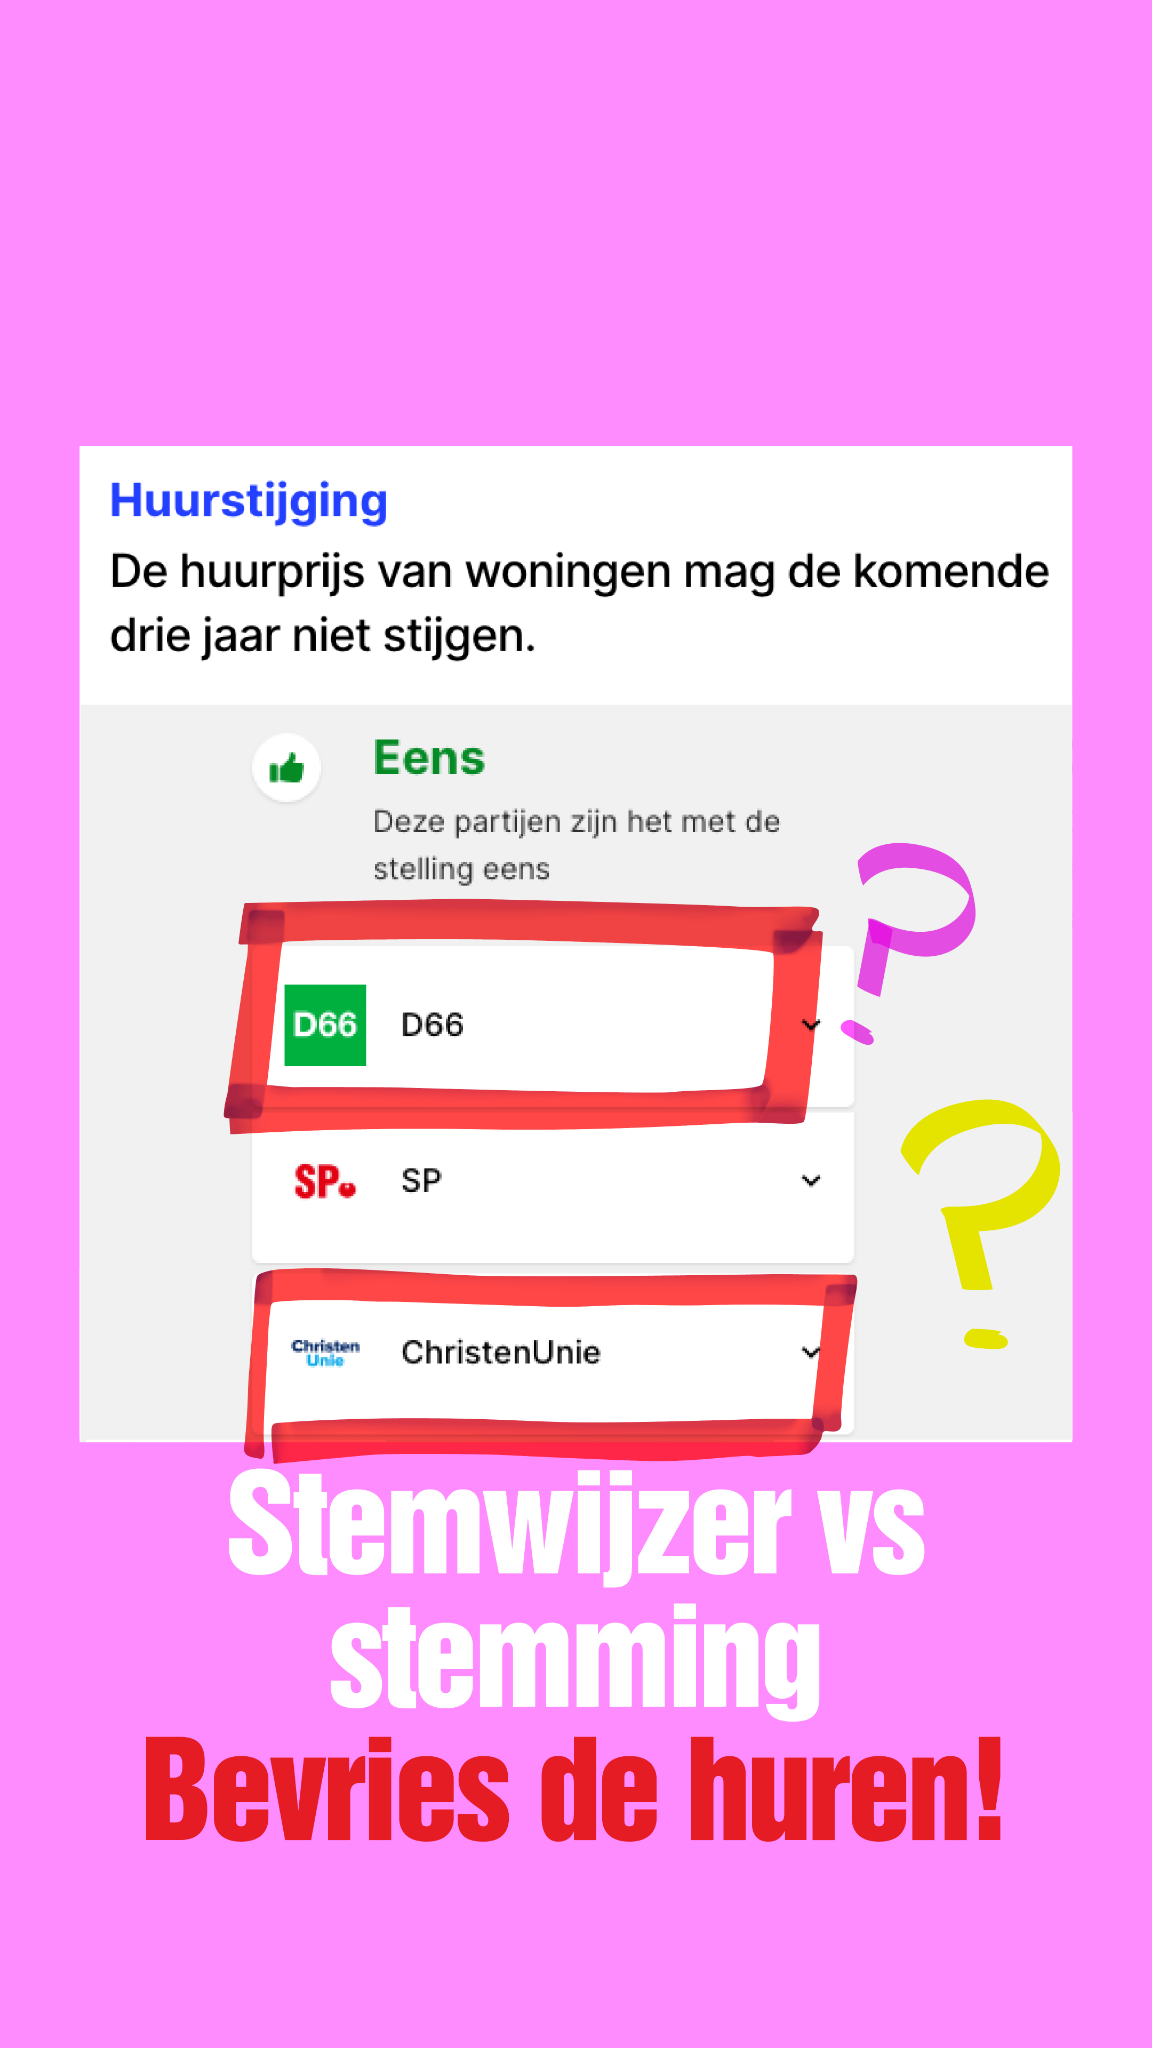 Huurstijging
De huurprijs van woningen mag de komende
drie jaar niet stijgen.
Eens
Deze partijen zijn het met de
stelling eens
?
D66 D66
?
SP. SP
Christen
Unie
ChristenUnie
Stemwijzer vs
stemming
Bevries de huren!